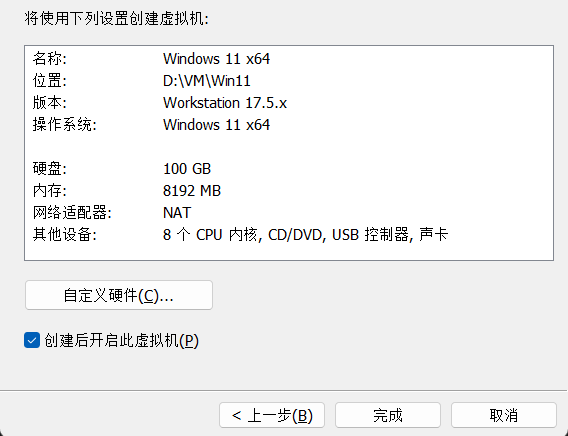 将使用下列设置创建虚拟机:
名称: Windows 11 x64
位置: D:\VM\Win11
版本: Workstation 17.5.x
操作系统: Windows 11 x64
硬盘: 100 GB
内存: 8192 MB
网络适配器: NAT
其他设备: 8 个 CPU 内核, CD/DVD, USB 控制器, 声卡
自定义硬件(C)...
创建后开启此虚拟机(P)
< 上一步(B) 完成 取消